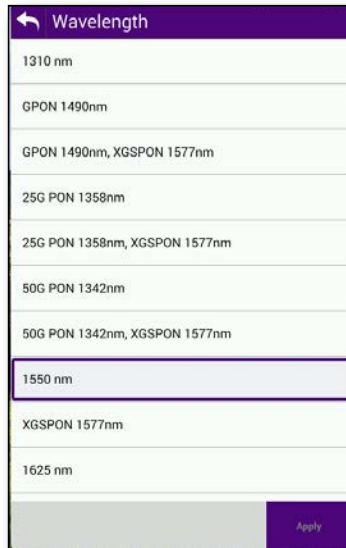 Wavelength
1310 nm
GPON 1490nm
GPON 1490nm, XGSPON 1577nm
25G PON 1358nm
25G PON 1358nm, XGSPON 1577nm
50G PON 1342nm
50G PON 1342nm, XGSPON 1577nm
1550 nm
XGSPON 1577nm
1625 nm
Apply